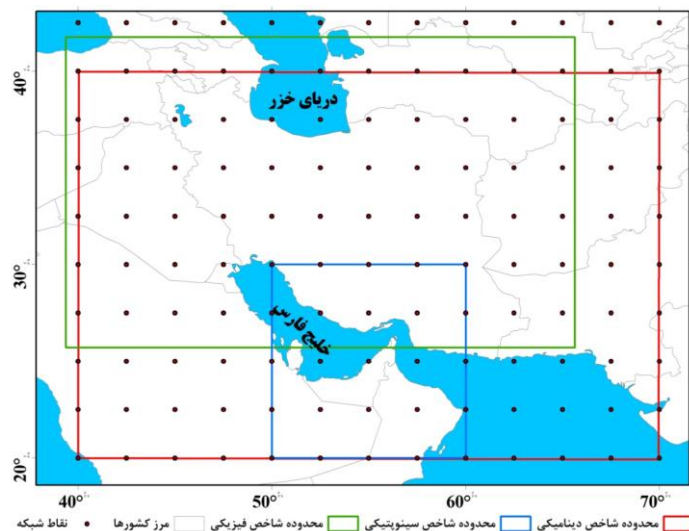 40°
دریای خزر
30°
خلیج فارس
20°
40° 50° 60° 70°
محدوده شاخص دینامیکی محدوده شاخص سینوپتیکی محدوده شاخص فیزیکی مرز کشورها نقاط شبکه